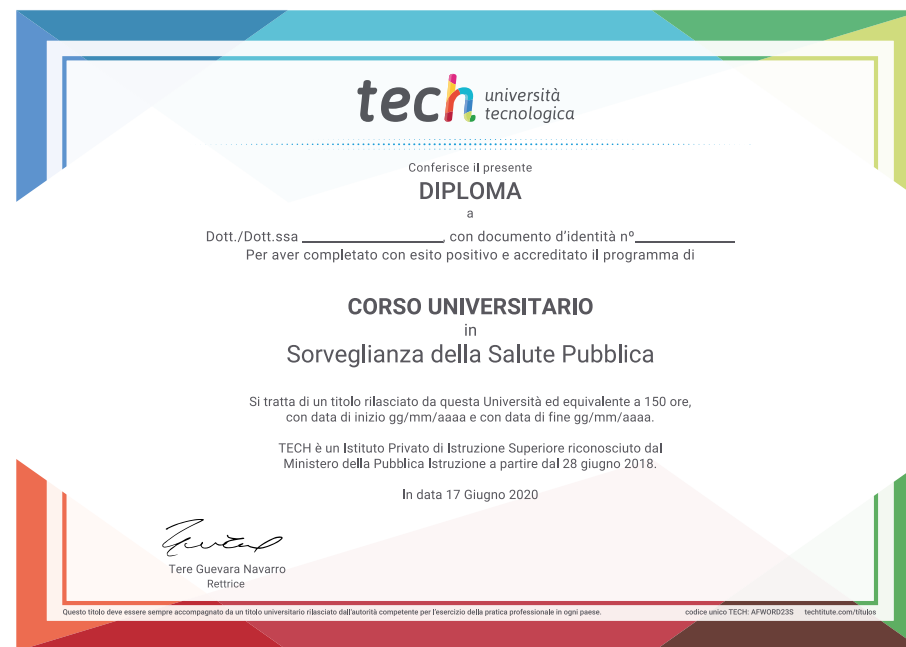 tech università
tecnologica
Conferisce il presente
DIPLOMA
a
Dott./Dott.ssa ____________________, con documento d'identità nº______________
Per aver completato con esito positivo e accreditato il programma di
CORSO UNIVERSITARIO
in
Sorveglianza della Salute Pubblica
Si tratta di un titolo rilasciato da questa Università ed equivalente a 150 ore,
con data di inizio gg/mm/aaaa e con data di fine gg/mm/aaaa.
TECH è un Istituto Privato di Istruzione Superiore riconosciuto dal
Ministero della Pubblica Istruzione a partire dal 28 giugno 2018.
In data 17 Giugno 2020
Tere Guevara Navarro
Rettrice
Questo titolo deve essere sempre accompagnato da un titolo universitario rilasciato dall'autorità competente per l'esercizio della pratica professionale in ogni paese. codice unico TECH: AFWORD23S techtitute.com/títulos